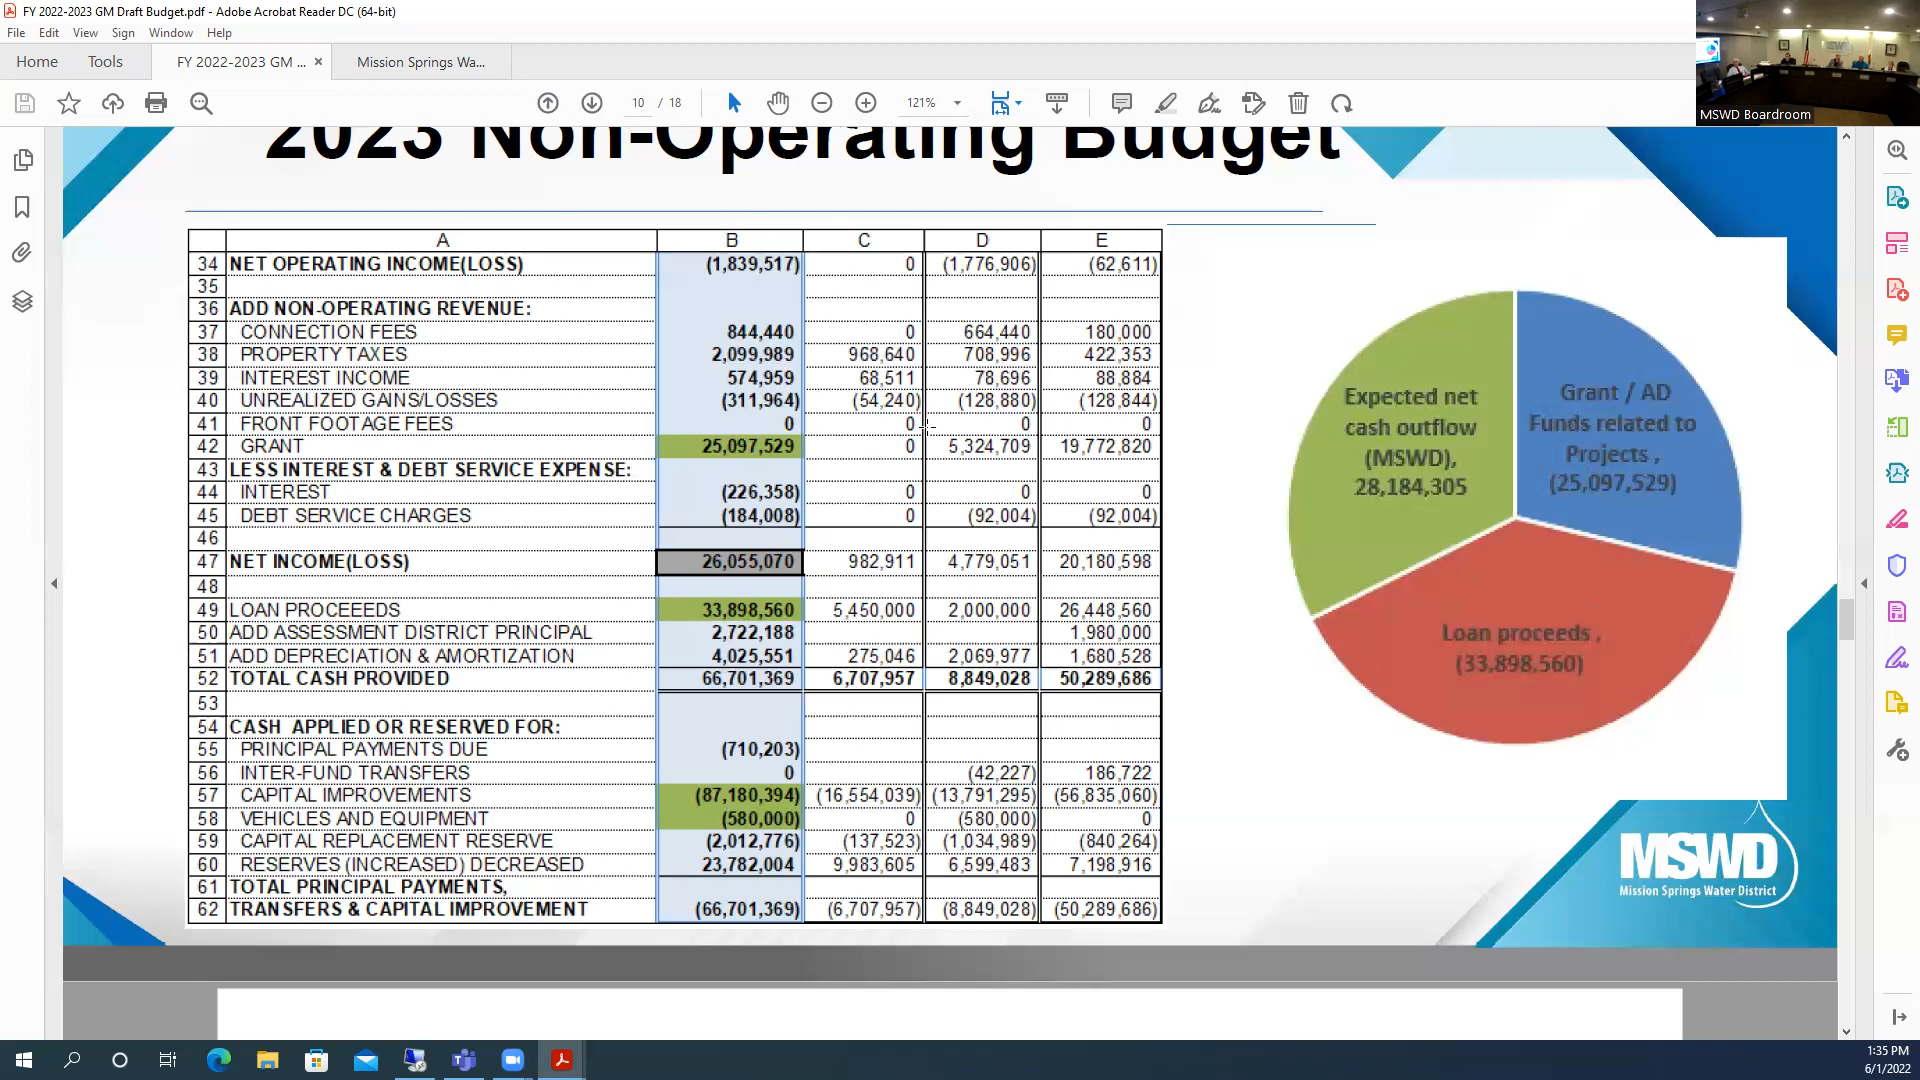 FY 2022-2023 GM Draft Budget.pdf - Adobe Acrobat Reader DC (64-bit)
File Edit View Sign Window Help
Home Tools FY 2022-2023 GM ... × Mission Springs Wa...
10 / 18 121%
MSWD Boardroom
2023 Non-Operating Budget
A B C D E
34 NET OPERATING INCOME(LOSS) (1,839,517) 0 (1,776,906) (62,611)
35
36 ADD NON-OPERATING REVENUE:
37 CONNECTION FEES 844,440 0 664,440 180,000
38 PROPERTY TAXES 2,099,989 968,640 708,996 422,353
39 INTEREST INCOME 574,959 68,511 78,696 88,884
40 UNREALIZED GAINS/LOSSES (311,964) (54,240) (128,880) (128,844)
41 FRONT FOOTAGE FEES 0 0 0 0
42 GRANT 25,097,529 0 5,324,709 19,772,820
43 LESS INTEREST & DEBT SERVICE EXPENSE:
44 INTEREST (226,358) 0 0 0
45 DEBT SERVICE CHARGES (184,008) 0 (92,004) (92,004)
46
47 NET INCOME(LOSS) 26,055,070 982,911 4,779,051 20,180,598
48
49 LOAN PROCEEEDS 33,898,560 5,450,000 2,000,000 26,448,560
50 ADD ASSESSMENT DISTRICT PRINCIPAL 2,722,188 1,980,000
51 ADD DEPRECIATION & AMORTIZATION 4,025,551 275,046 2,069,977 1,680,528
52 TOTAL CASH PROVIDED 66,701,369 6,707,957 8,849,028 50,289,686
53
54 CASH APPLIED OR RESERVED FOR:
55 PRINCIPAL PAYMENTS DUE (710,203)
56 INTER-FUND TRANSFERS 0 (42,227) 186,722
57 CAPITAL IMPROVEMENTS (87,180,394) (16,554,039) (13,791,295) (56,835,060)
58 VEHICLES AND EQUIPMENT (580,000) 0 (580,000) 0
59 CAPITAL REPLACEMENT RESERVE (2,012,776) (137,523) (1,034,989) (840,264)
60 RESERVES (INCREASED) DECREASED 23,782,004 9,983,605 6,599,483 7,198,916
61 TOTAL PRINCIPAL PAYMENTS,
62 TRANSFERS & CAPITAL IMPROVEMENT (66,701,369) (6,707,957) (8,849,028) (50,289,686)
Expected net
cash outflow
(MSWD),
28,184,305
Grant / AD
Funds related to
Projects ,
(25,097,529)
Loan proceeds ,
(33,898,560)
MSWD
Mission Springs Water District
1:35 PM
6/1/2022